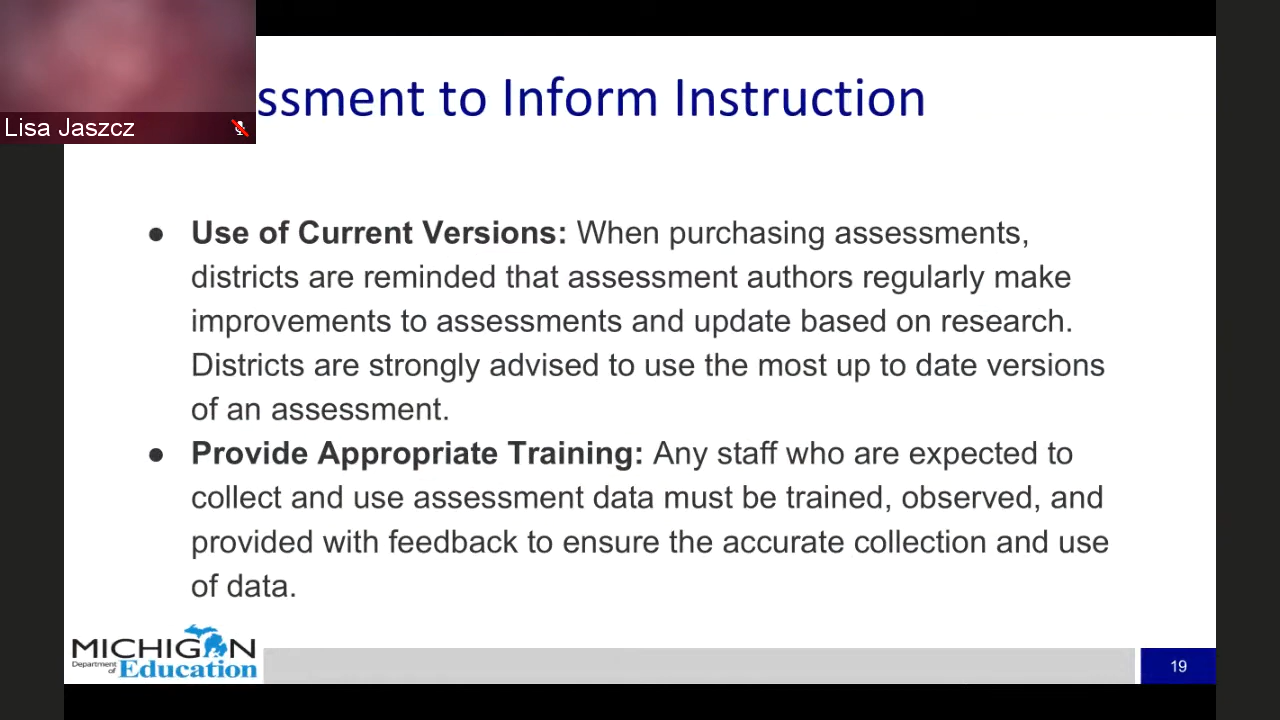 ssment to Inform Instruction
Lisa Jaszcz
● Use of Current Versions: When purchasing assessments,
districts are reminded that assessment authors regularly make
improvements to assessments and update based on research.
Districts are strongly advised to use the most up to date versions
of an assessment.
● Provide Appropriate Training: Any staff who are expected to
collect and use assessment data must be trained, observed, and
provided with feedback to ensure the accurate collection and use
of data.
MICHIGAN
Department of Education
19